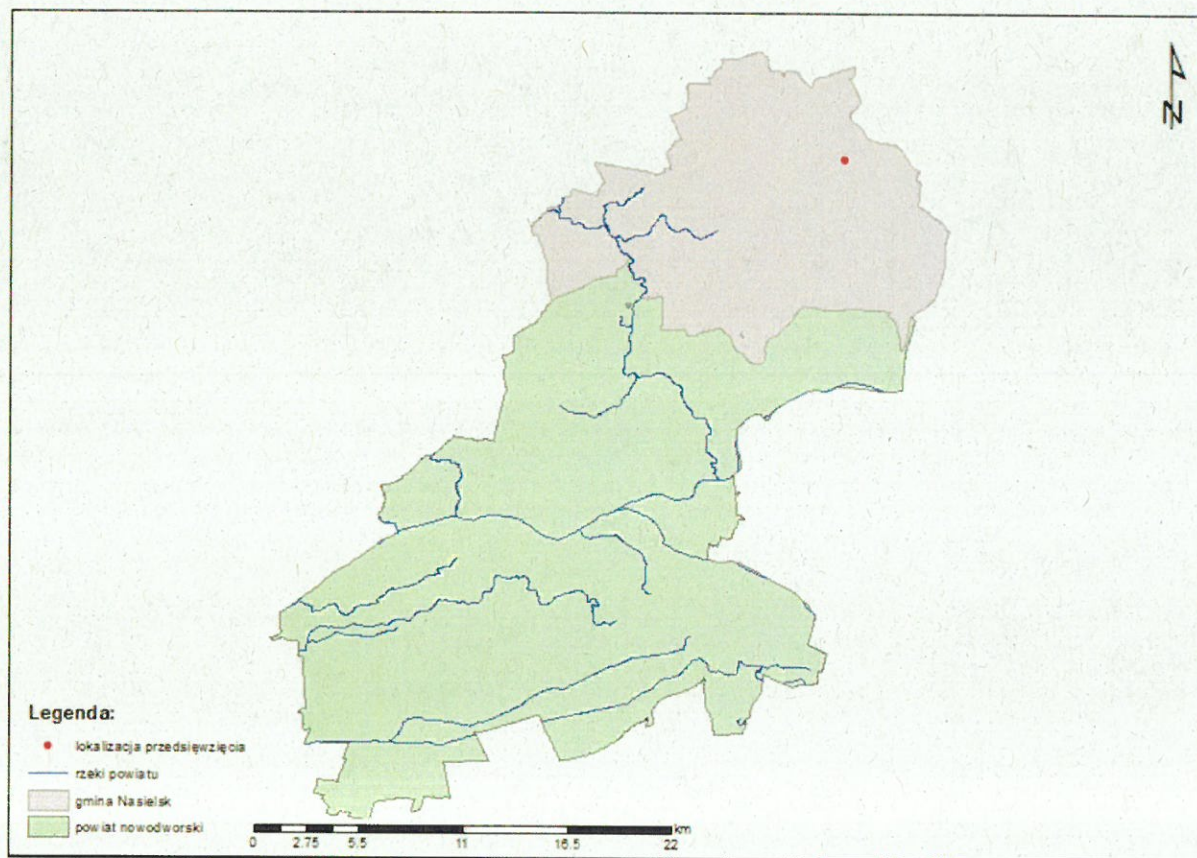 N
Legenda:
lokalizacja przedsięwzięcia
rzeki powiatu
gmina Nasielsk
powiat nowodworski
km
0 2.75 5.5 11 16.5 22